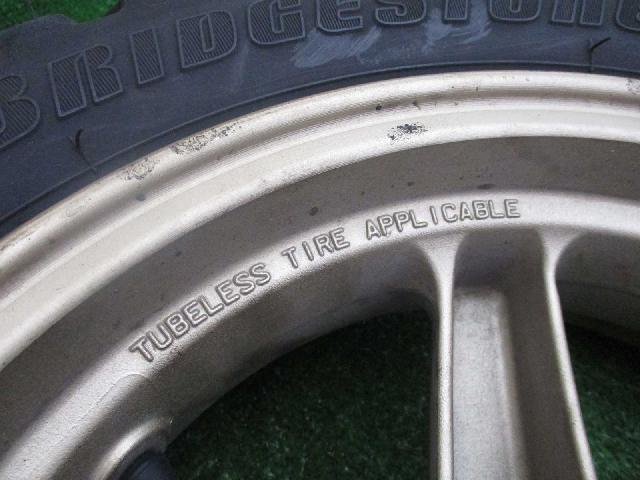 BRIDGESTONE
TUBELESS TIRE APPLICABLE